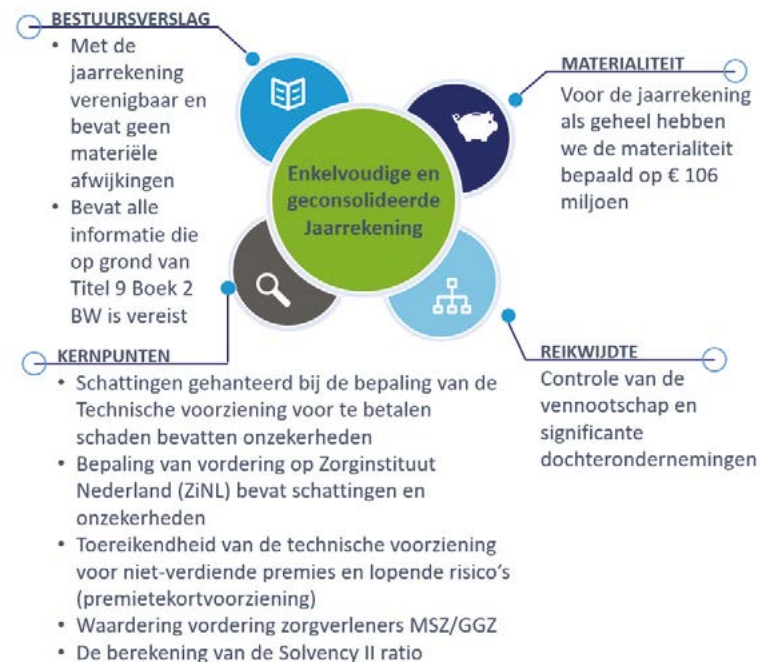 BESTUURSVERSLAG
• Met de
jaarrekening
verenigbaar en
bevat geen
materiële
afwijkingen
• Bevat alle
informatie die
op grond van
Titel 9 Boek 2
BW is vereist
Enkelvoudige en
geconsolideerde
Jaarrekening
MATERIALITEIT
Voor de jaarrekening
als geheel hebben
we de materialiteit
bepaald op € 106
miljoen
KERNPUNTEN
• Schattingen gehanteerd bij de bepaling van de
Technische voorziening voor te betalen
schaden bevatten onzekerheden
• Bepaling van vordering op Zorginstituut
Nederland (ZiNL) bevat schattingen en
onzekerheden
• Toereikendheid van de technische voorziening
voor niet-verdiende premies en lopende risico's
(premietekortvoorziening)
• Waardering vordering zorgverleners MSZ/GGZ
• De berekening van de Solvency II ratio
REIKWIJDTE
Controle van de
vennootschap en
significante
dochterondernemingen